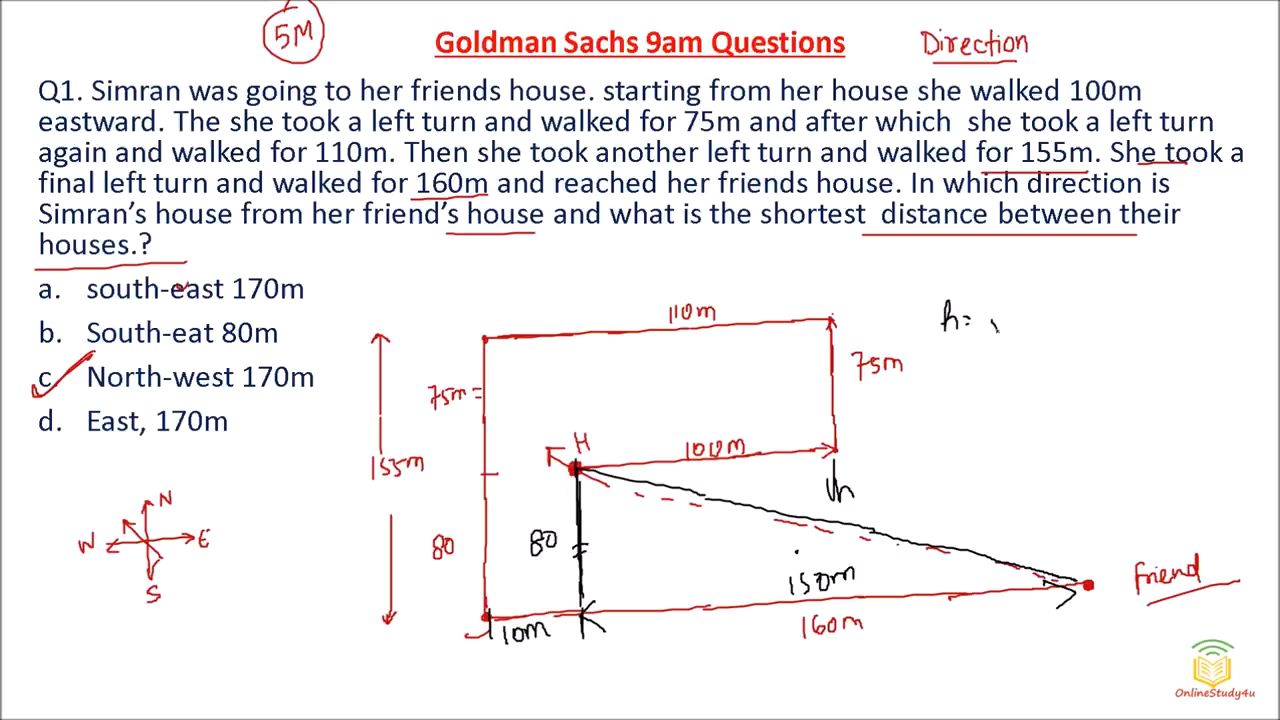 5M
Goldman Sachs 9am Questions
Direction
Q1. Simran was going to her friends house. starting from her house she walked 100m
eastward. The she took a left turn and walked for 75m and after which she took a left turn
again and walked for 110m. Then she took another left turn and walked for 155m. She took a
final left turn and walked for 160m and reached her friends house. In which direction is
Simran's house from her friend's house and what is the shortest distance between their
houses.?
a. south-east 170m
b. South-eat 80m
c. North-west 170m
d. East, 170m
110m
h=
75m
75m =
H
100m
155m
h
N
W
E
S
80
80
150m
friend
10m
160m
OnlineStudy4u